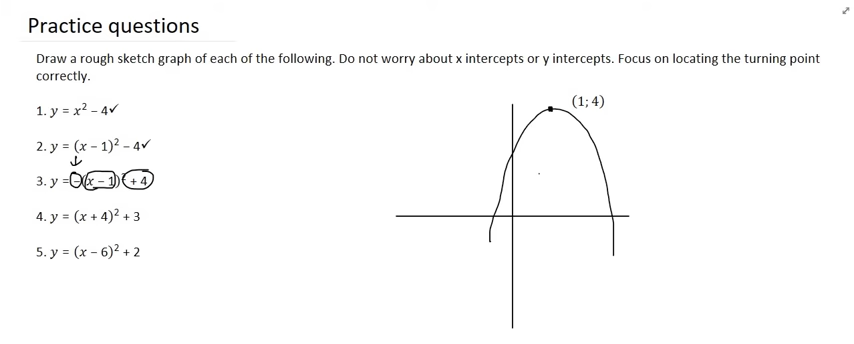 Practice questions
Draw a rough sketch graph of each of the following. Do not worry about x intercepts or y intercepts. Focus on locating the turning point
correctly.
1. y = x² – 4✓
2. y = (x – 1)² – 4✓
3. y = –(x – 1)² + 4
4. y = (x + 4)² + 3
5. y = (x – 6)² + 2
(1; 4)